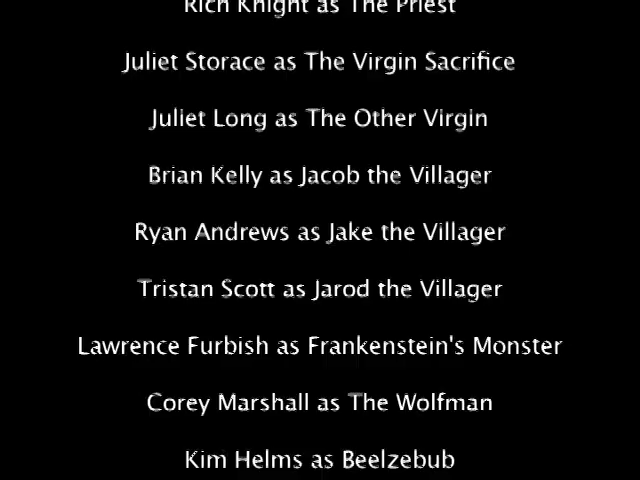 Rich Knight as The Priest
Juliet Storace as The Virgin Sacrifice
Juliet Long as The Other Virgin
Brian Kelly as Jacob the Villager
Ryan Andrews as Jake the Villager
Tristan Scott as Jarod the Villager
Lawrence Furbish as Frankenstein's Monster
Corey Marshall as The Wolfman
Kim Helms as Beelzebub